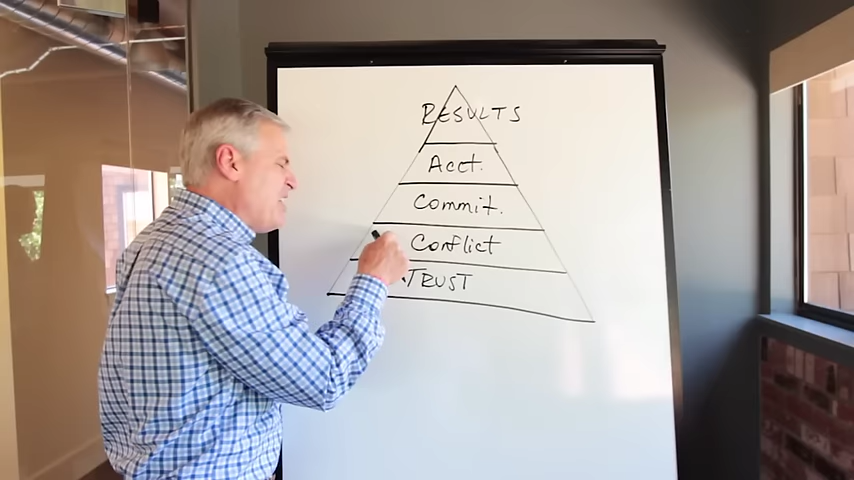 RESULTS
Acct.
Commit.
Conflict
TRUST